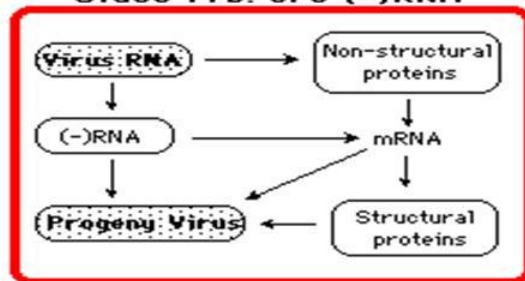 Virus RNA
Non-structural
proteins
(-)RNA
mRNA
Progeny Virus
Structural
proteins